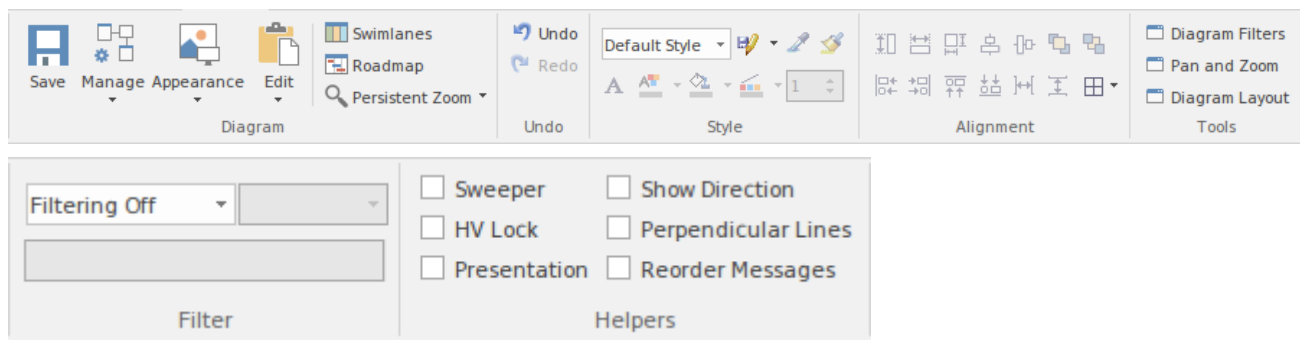 Save
Manage
Appearance
Edit
Swimlanes
Roadmap
Persistent Zoom
Diagram
Undo
Redo
Undo
Default Style
A
A
1
Style
Alignment
Diagram Filters
Pan and Zoom
Diagram Layout
Tools
Filtering Off
Filter
Sweeper
HV Lock
Presentation
Show Direction
Perpendicular Lines
Reorder Messages
Helpers